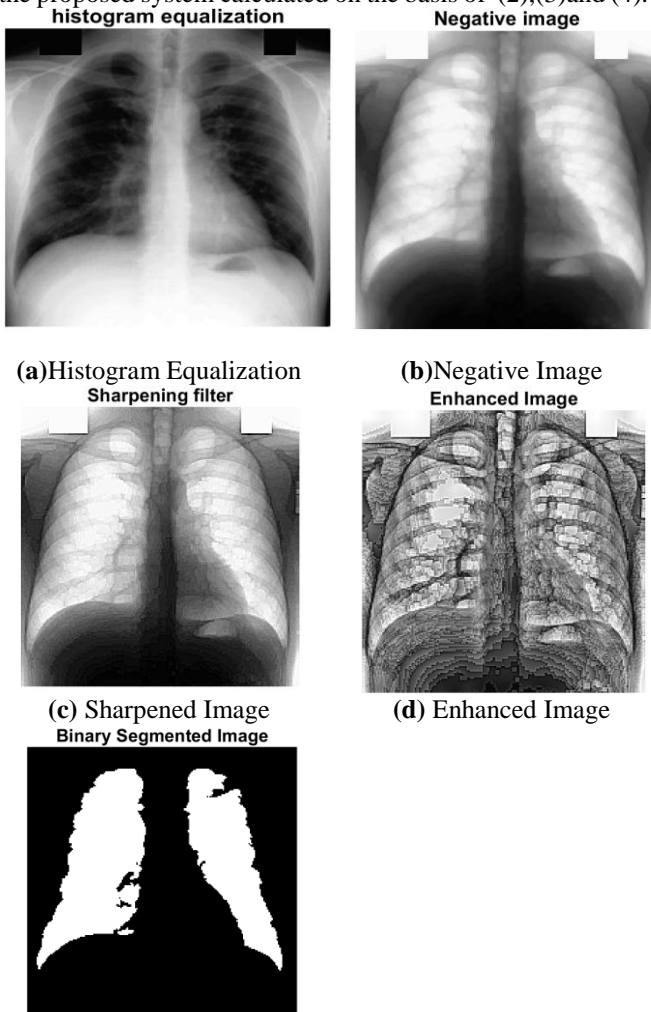 the proposed system calculated on the basis of (2),(3)and (4).
histogram equalization
Negative image
(a)Histogram Equalization
(b)Negative Image
Sharpening filter
Enhanced Image
(c) Sharpened Image
(d) Enhanced Image
Binary Segmented Image